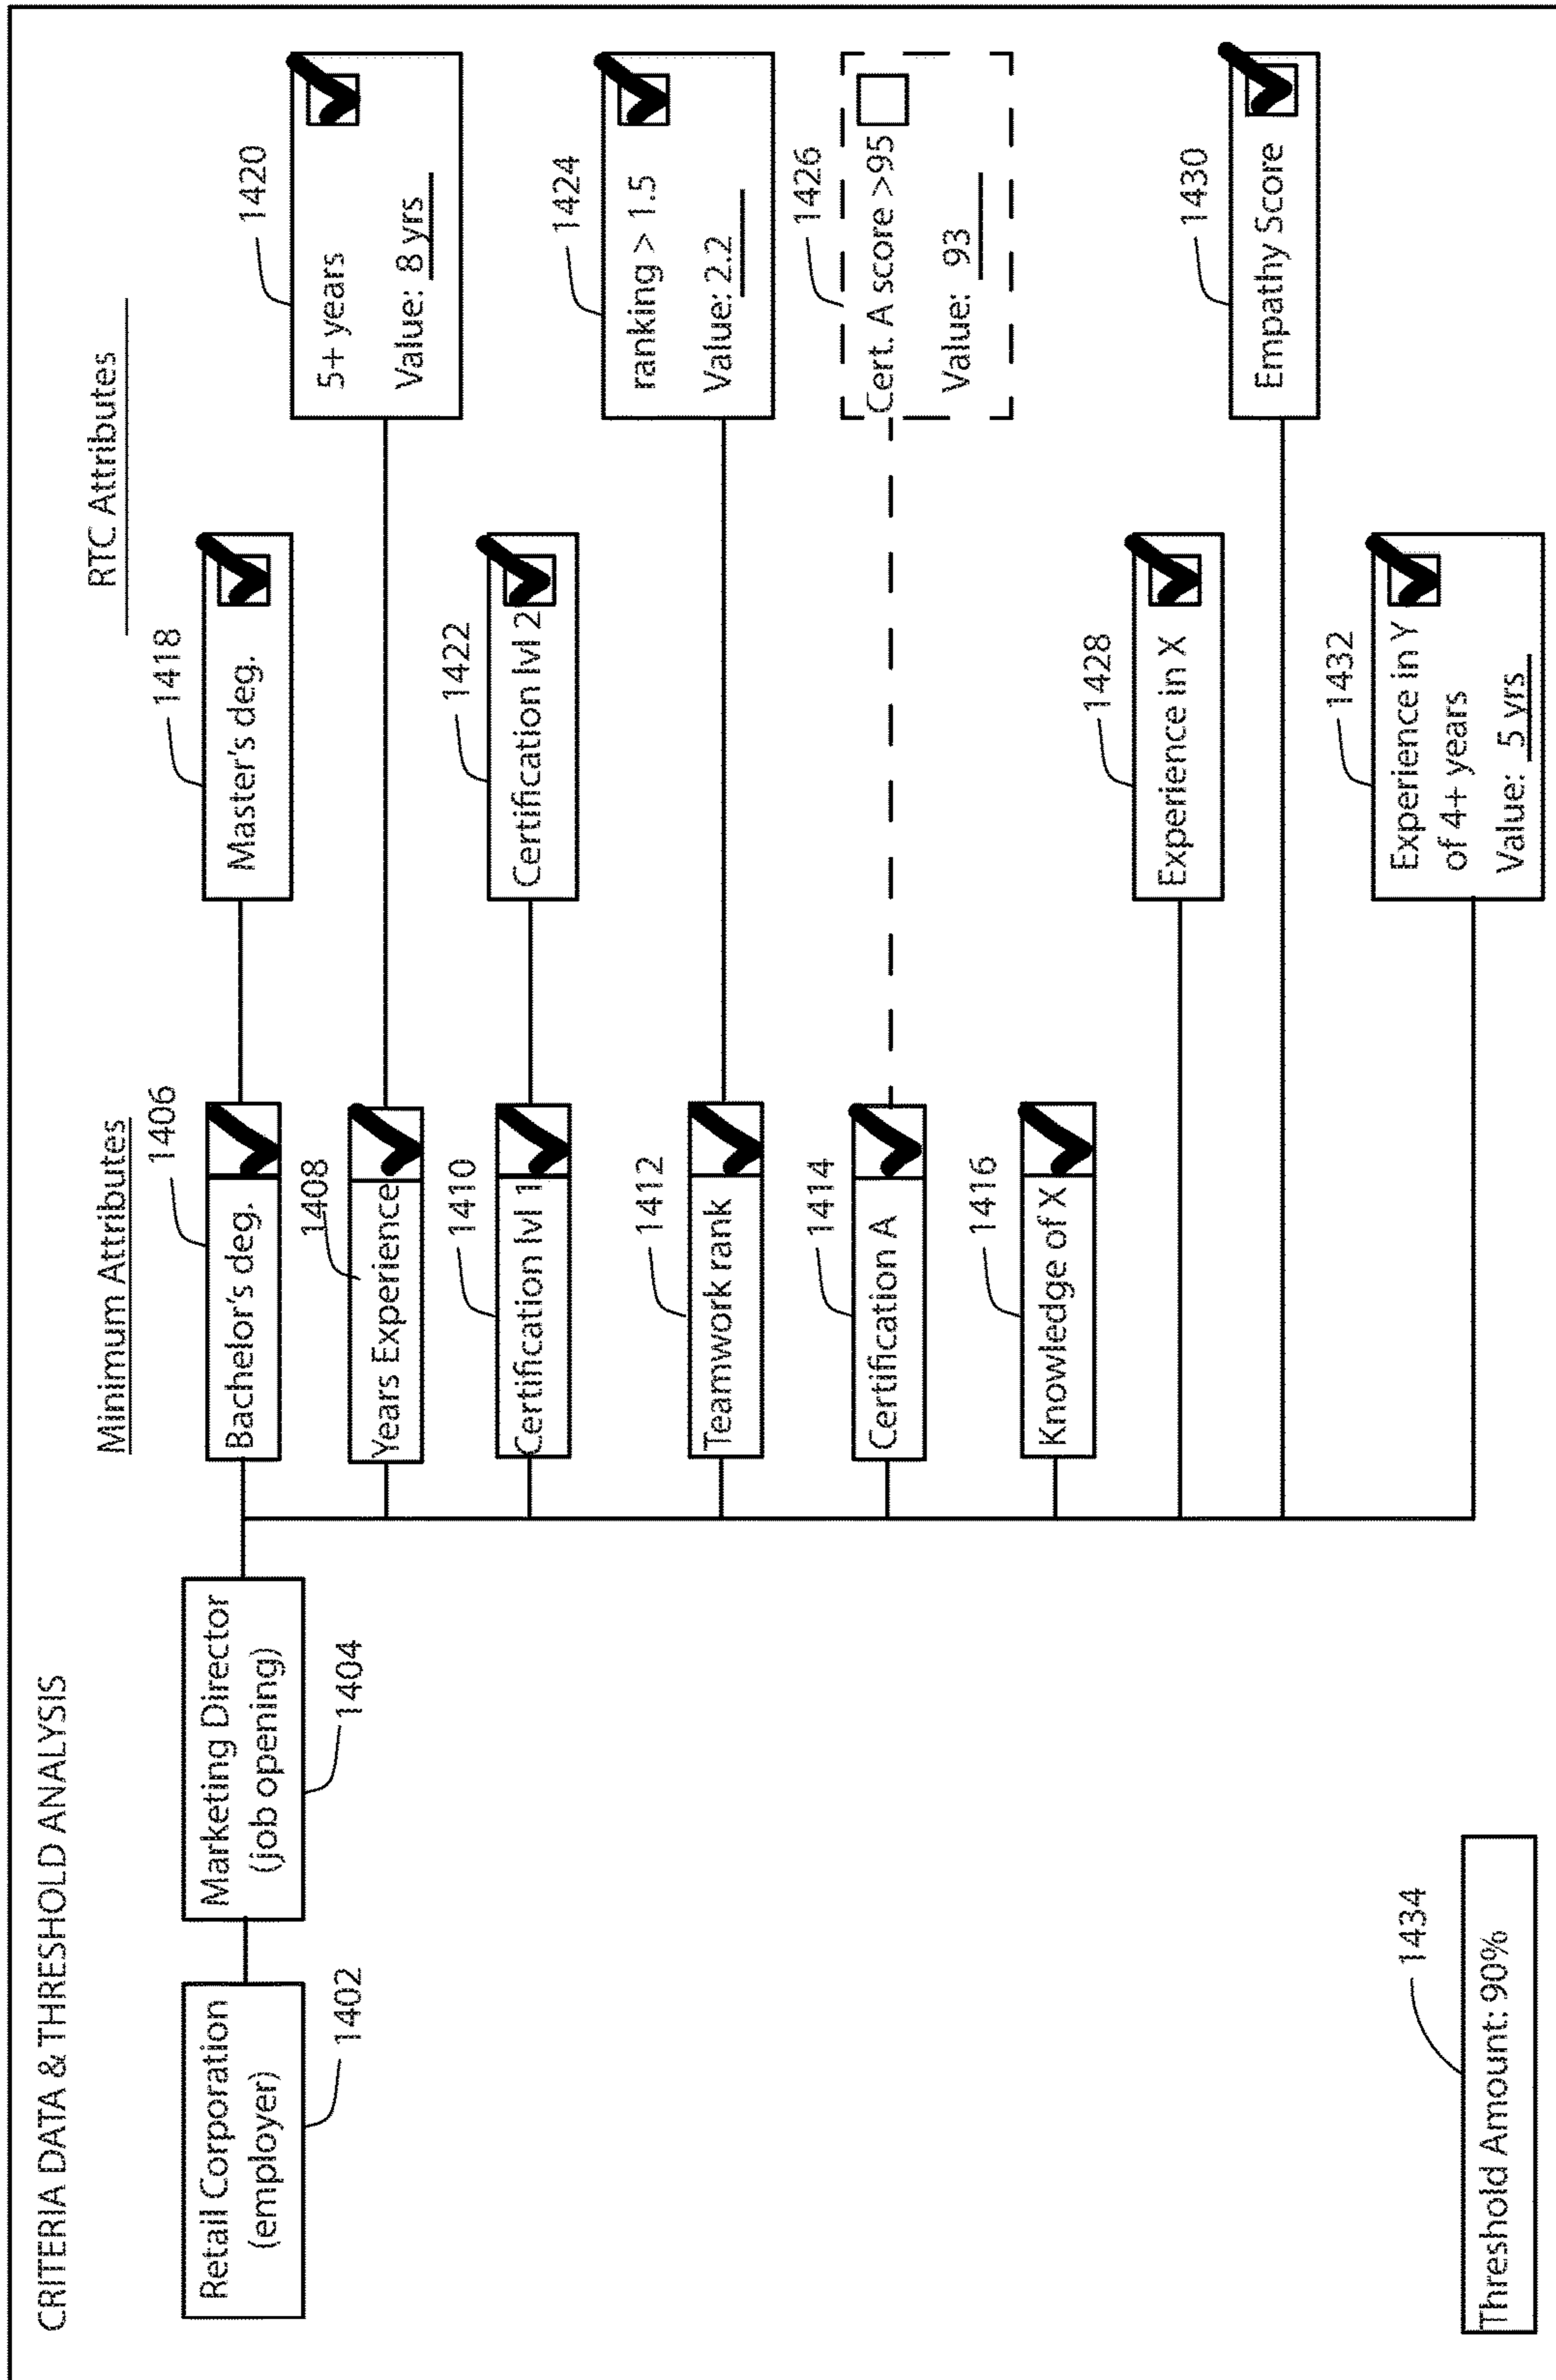 CRITERIA DATA & THRESHOLD ANALYSIS
Retail Corporation
(employer)
1402
Marketing Director
(job opening)
1404
Minimum Attributes
1406
Bachelor's deg.
1408
Years Experience
1410
Certification lvl 1
1412
Teamwork rank
1414
Certification A
1416
Knowledge of X
RTC Attributes
1418
Master's deg.
1420
5+ years
Value: 8 yrs
1422
Certification lvl 2
1424
ranking > 1.5
Value: 2.2
1426
Cert. A score >95
Value: 93
1428
Experience in X
1430
Empathy Score
1432
Experience in Y
of 4+ years
Value: 5 yrs
1434
Threshold Amount: 90%